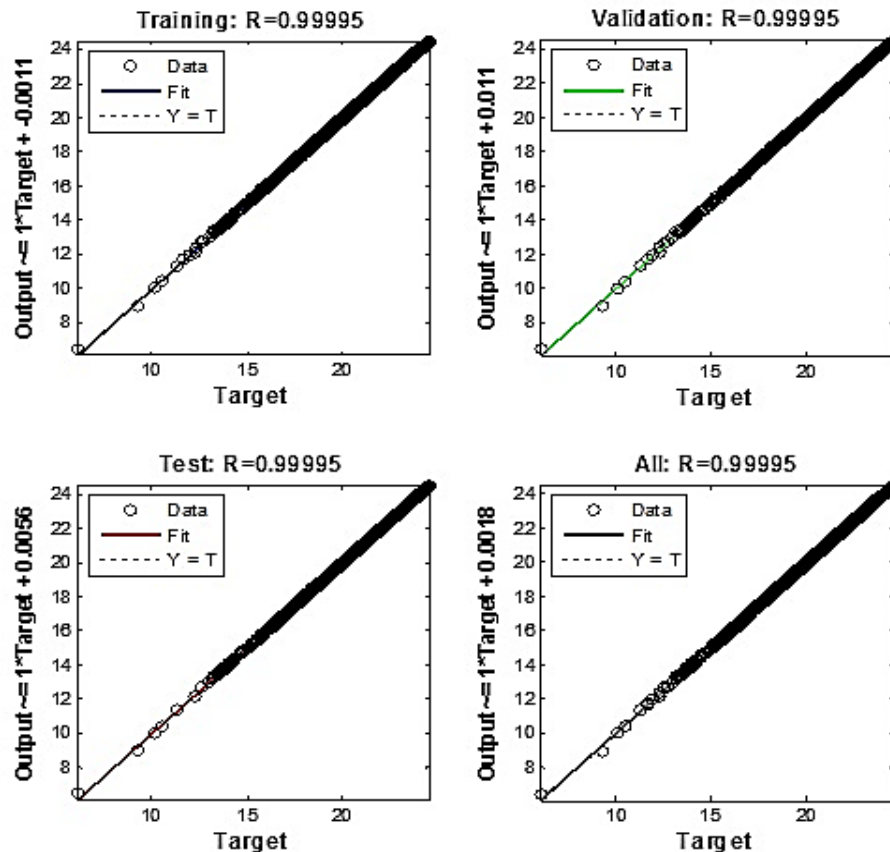 Training: R=0.99995
Output ~= 1*Target + -0.0011
24
22
20
18
16
14
12
10
8
Data
Fit
Y = T
10
20
Target
Validation: R=0.99995
Output ~= 1*Target + 0.011
24
22
20
18
16
14
12
10
8
Data
Fit
Y = T
10
15
20
Target
Test: R=0.99995
Output ~= 1*Target + 0.0056
24
22
20
18
16
14
12
10
8
Data
Fit
Y = T
10
20
Target
All: R=0.99995
Output ~= 1*Target + 0.0018
24
22
20
18
16
14
12
10
8
Data
Fit
Y = T
10
15
20
Target